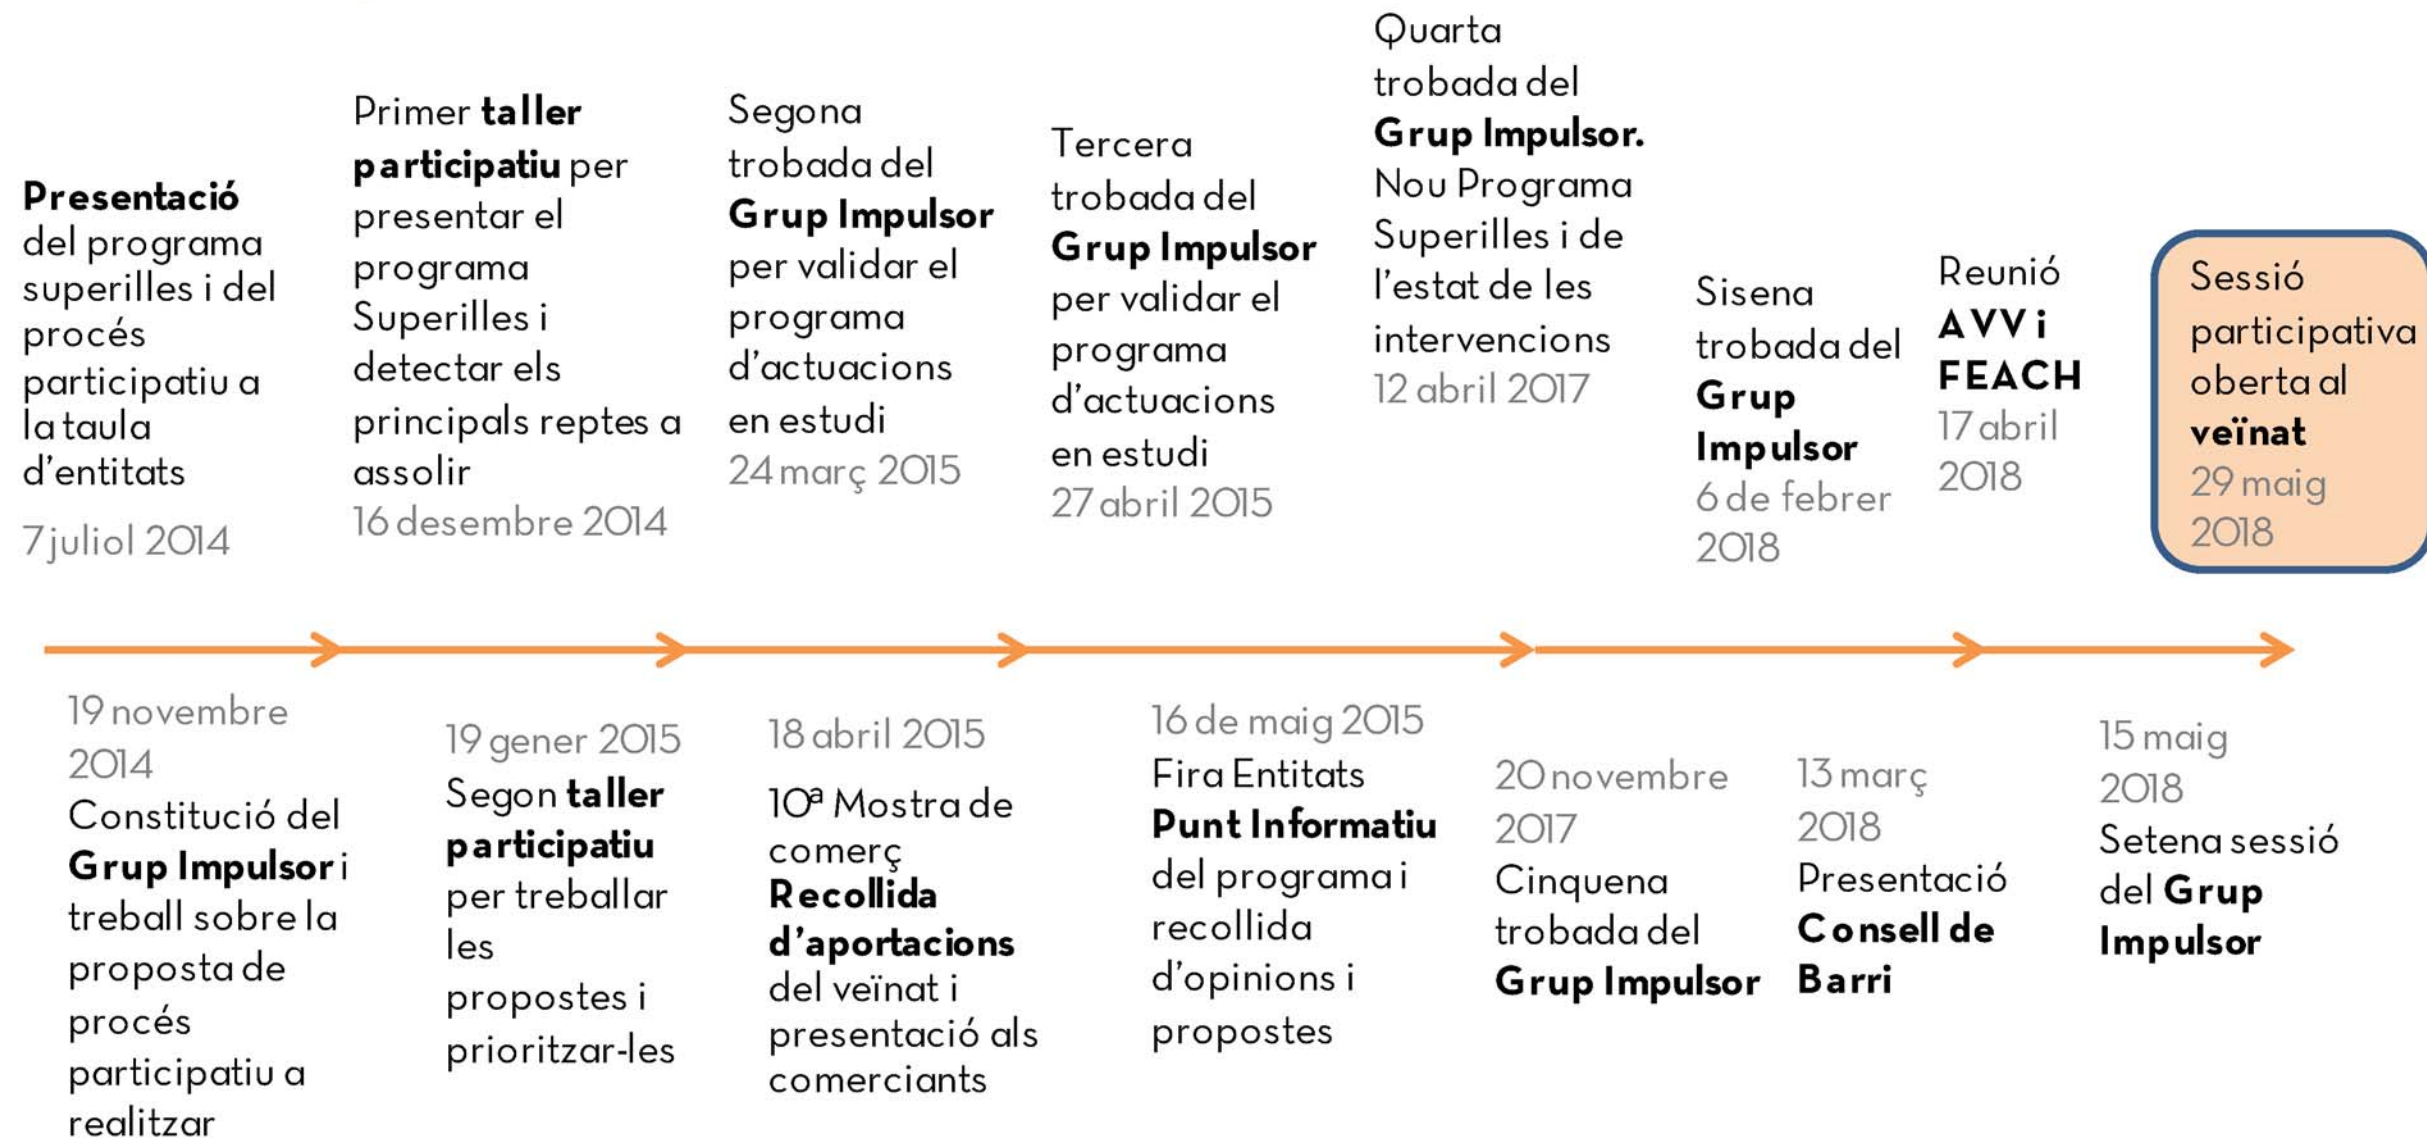 Presentació
del programa
superilles i del
procés
participatiu a
la taula
d'entitats
7 juliol 2014
Primer taller
participatiu per
presentar el
programa
Superilles i
detectar els
principals reptes a
assolir
16 desembre 2014
Segona
trobada del
Grup Impulsor
per validar el
programa
d'actuacions
en estudi
24 març 2015
Tercera
trobada del
Grup Impulsor
per validar el
programa
d'actuacions
en estudi
27 abril 2015
Quarta
trobada del
Grup Impulsor.
Nou Programa
Superilles i de
l'estat de les
intervencions
12 abril 2017
Sisena
trobada del
Grup
Impulsor
6 de febrer
2018
Reunió
AVV i
FEACH
17 abril
2018
Sessió
participativa
oberta al
veïnat
29 maig
2018
19 novembre
2014
Constitució del
Grup Impulsor i
treball sobre la
proposta de
procés
participatiu a
realitzar
19 gener 2015
Segon taller
participatiu
per treballar
les
propostes i
prioritzar-les
18 abril 2015
10ª Mostra de
comerç
Recollida
d'aportacions
del veïnat i
presentació als
comerciants
16 de maig 2015
Fira Entitats
Punt Informatiu
del programa i
recollida
d'opinions i
propostes
20 novembre
2017
Cinquena
trobada del
Grup Impulsor
13 març
2018
Presentació
Consell de
Barri
15 maig
2018
Setena sessió
del Grup
Impulsor